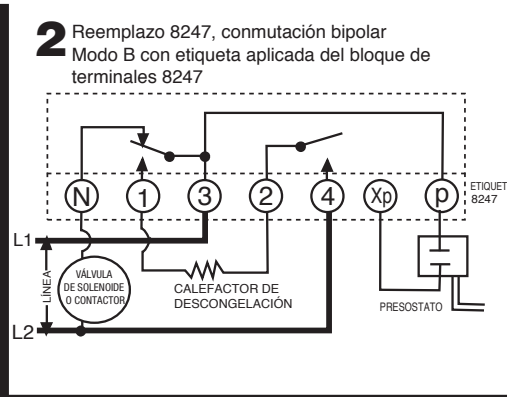 2 Reemplazo 8247, conmutación bipolar
Modo B con etiqueta aplicada del bloque de
terminales 8247
N 1 3 2 4 Xp p
ETIQUET
8247
L1
LÍNEA
VÁLVULA
DE SOLENOIDE
O CONTACTOR
CALEFACTOR DE
DESCONGELACIÓN
PRESOSTATO
L2